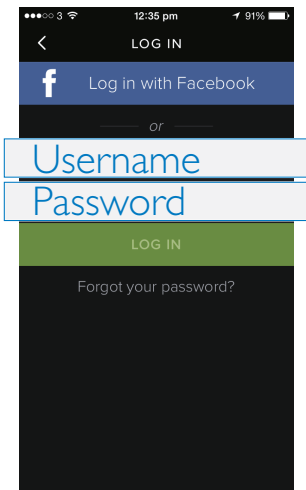 3 12:35 pm 91%
LOG IN
f Log in with Facebook
or
Username
Password
LOG IN
Forgot your password?